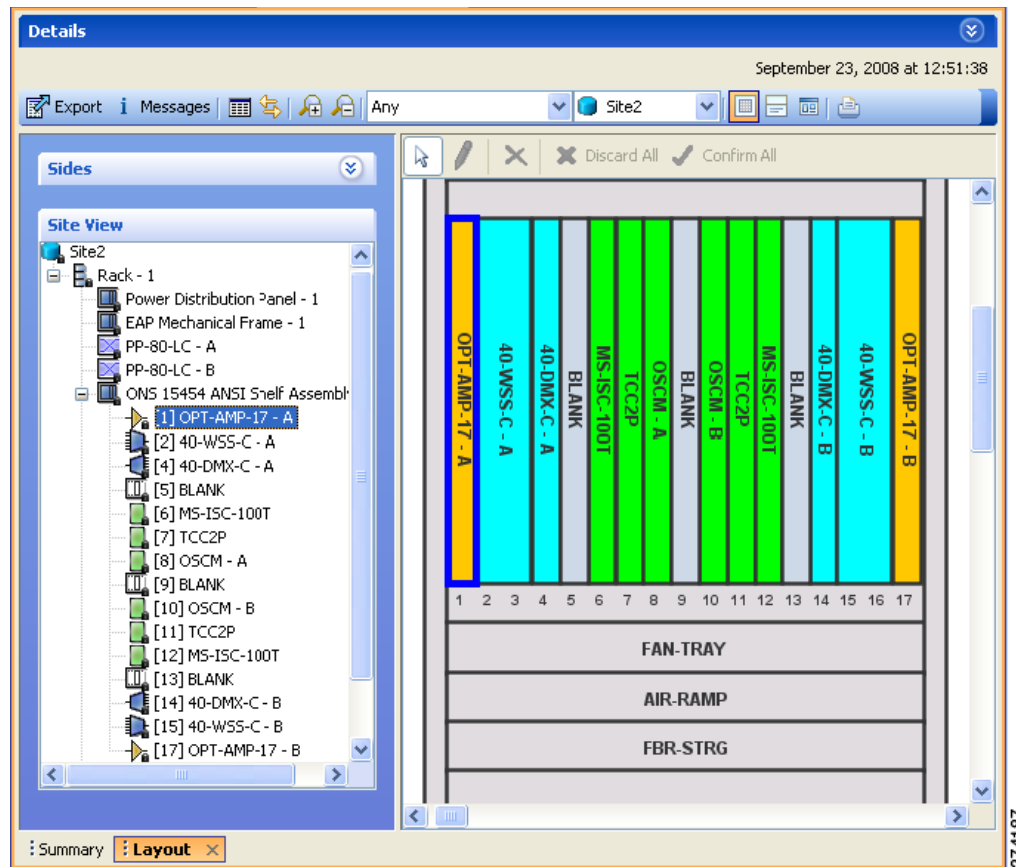 Details
September 23, 2008 at 12:51:38
Export Messages Any Site2
Sides
Discard All Confirm All
Site View
Site2
Rack - 1
Power Distribution Panel - 1
EAP Mechanical Frame - 1
PP-80-LC - A
PP-80-LC - B
ONS 15454 ANSI Shelf Assembl
1] OPT-AMP-17 - A
[2] 40-WSS-C - A
[4] 40-DMX-C - A
[5] BLANK
[6] MS-ISC-100T
[7] TCC2P
[8] OSCM - A
[9] BLANK
[10] OSCM - B
[11] TCC2P
[12] MS-ISC-100T
[13] BLANK
[14] 40-DMX-C - B
[15] 40-WSS-C - B
[17] OPT-AMP-17 - B
OPT-AMP-17 - A
40-WSS-C - A
40-DMX-C - A
BLANK
MS-ISC-100T
TCC2P
OSCM - A
BLANK
OSCM - B
TCC2P
MS-ISC-100T
BLANK
40-DMX-C - B
40-WSS-C - B
OPT-AMP-17 - B
1 2 3 4 5 6 7 8 9 10 11 12 13 14 15 16 17
FAN-TRAY
AIR-RAMP
FBR-STRG
Summary Layout